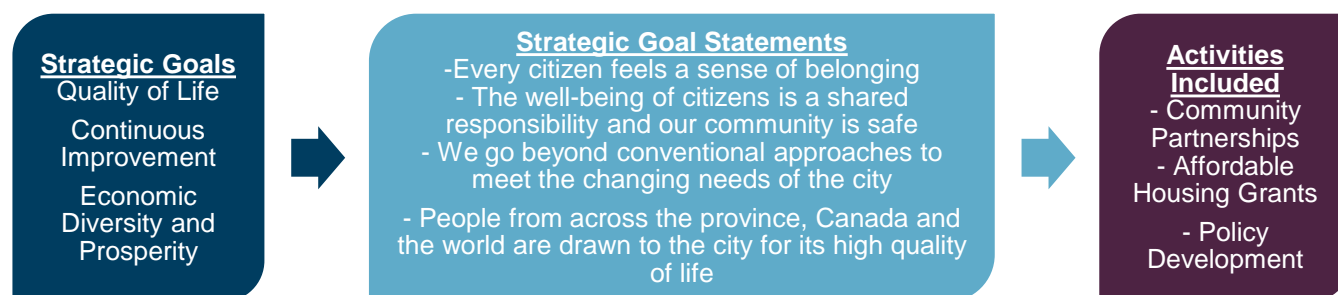 Strategic Goals
Quality of Life
Continuous
Improvement
Economic
Diversity and
Prosperity
Strategic Goal Statements
-Every citizen feels a sense of belonging
- The well-being of citizens is a shared
responsibility and our community is safe
- We go beyond conventional approaches to
meet the changing needs of the city
- People from across the province, Canada and
the world are drawn to the city for its high quality
of life
Activities
Included
- Community
Partnerships
- Affordable
Housing Grants
- Policy
Development